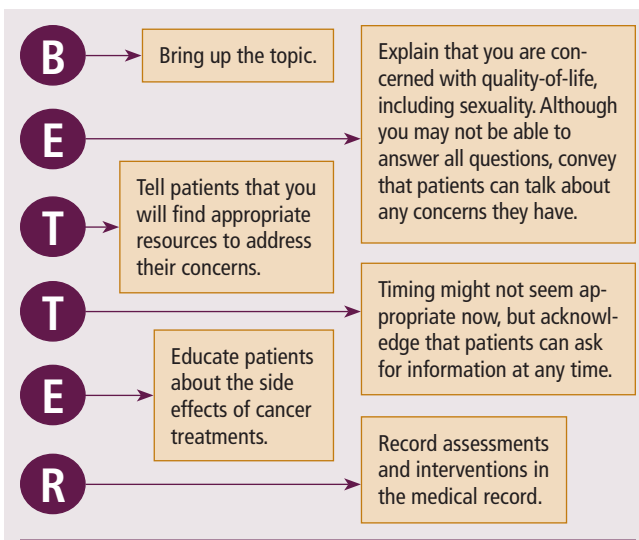 B
Bring up the topic.
E
Explain that you are con-
cerned with quality-of-life,
including sexuality. Although
you may not be able to
answer all questions, convey
that patients can talk about
any concerns they have.
T
Tell patients that you
will find appropriate
resources to address
their concerns.
T
Timing might not seem ap-
propriate now, but acknowl-
edge that patients can ask
for information at any time.
E
Educate patients
about the side
effects of cancer
treatments.
R
Record assessments
and interventions in
the medical record.